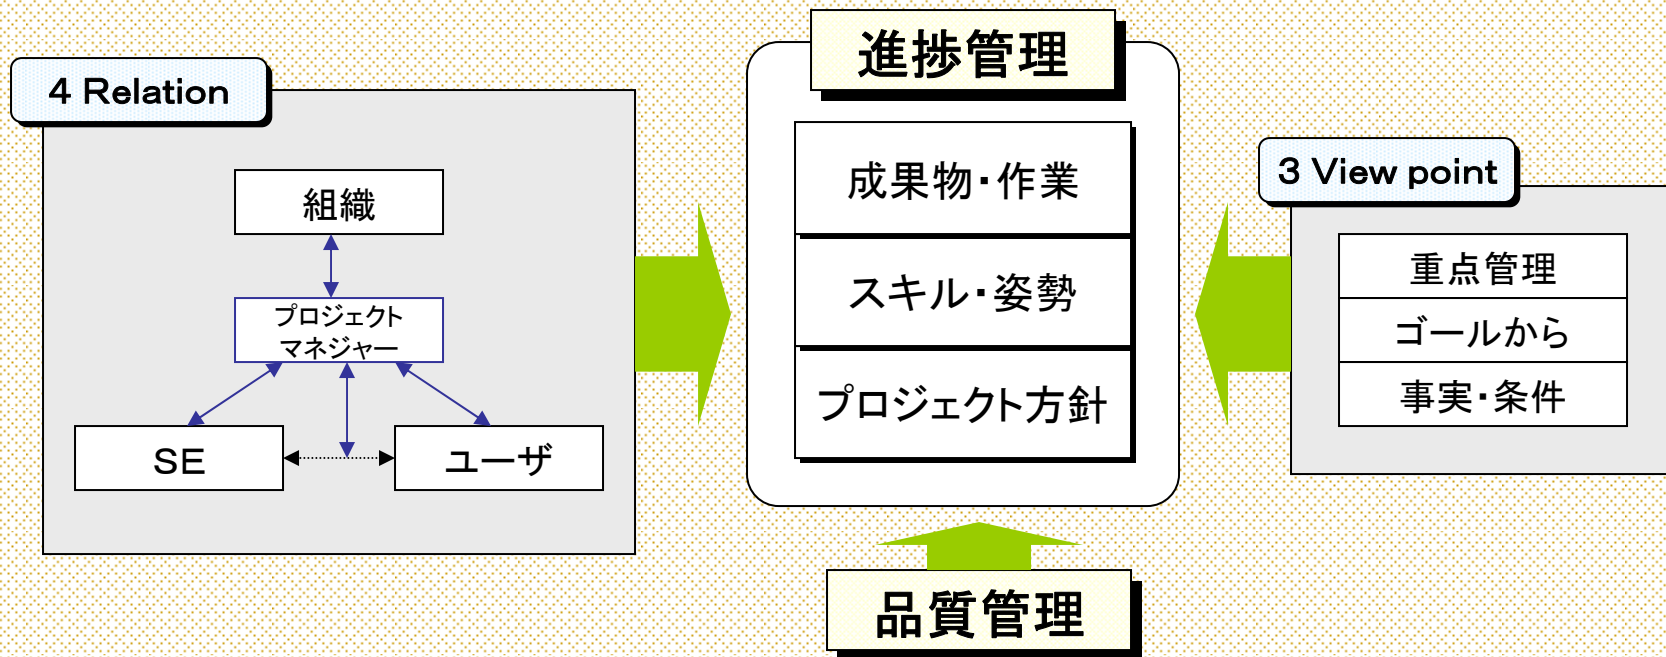 4 Relation
組織
プロジェクト
マネジャー
SE
ユーザ
進捗管理
成果物・作業
スキル・姿勢
プロジェクト方針
3 View point
重点管理
ゴールから
事実・条件
品質管理